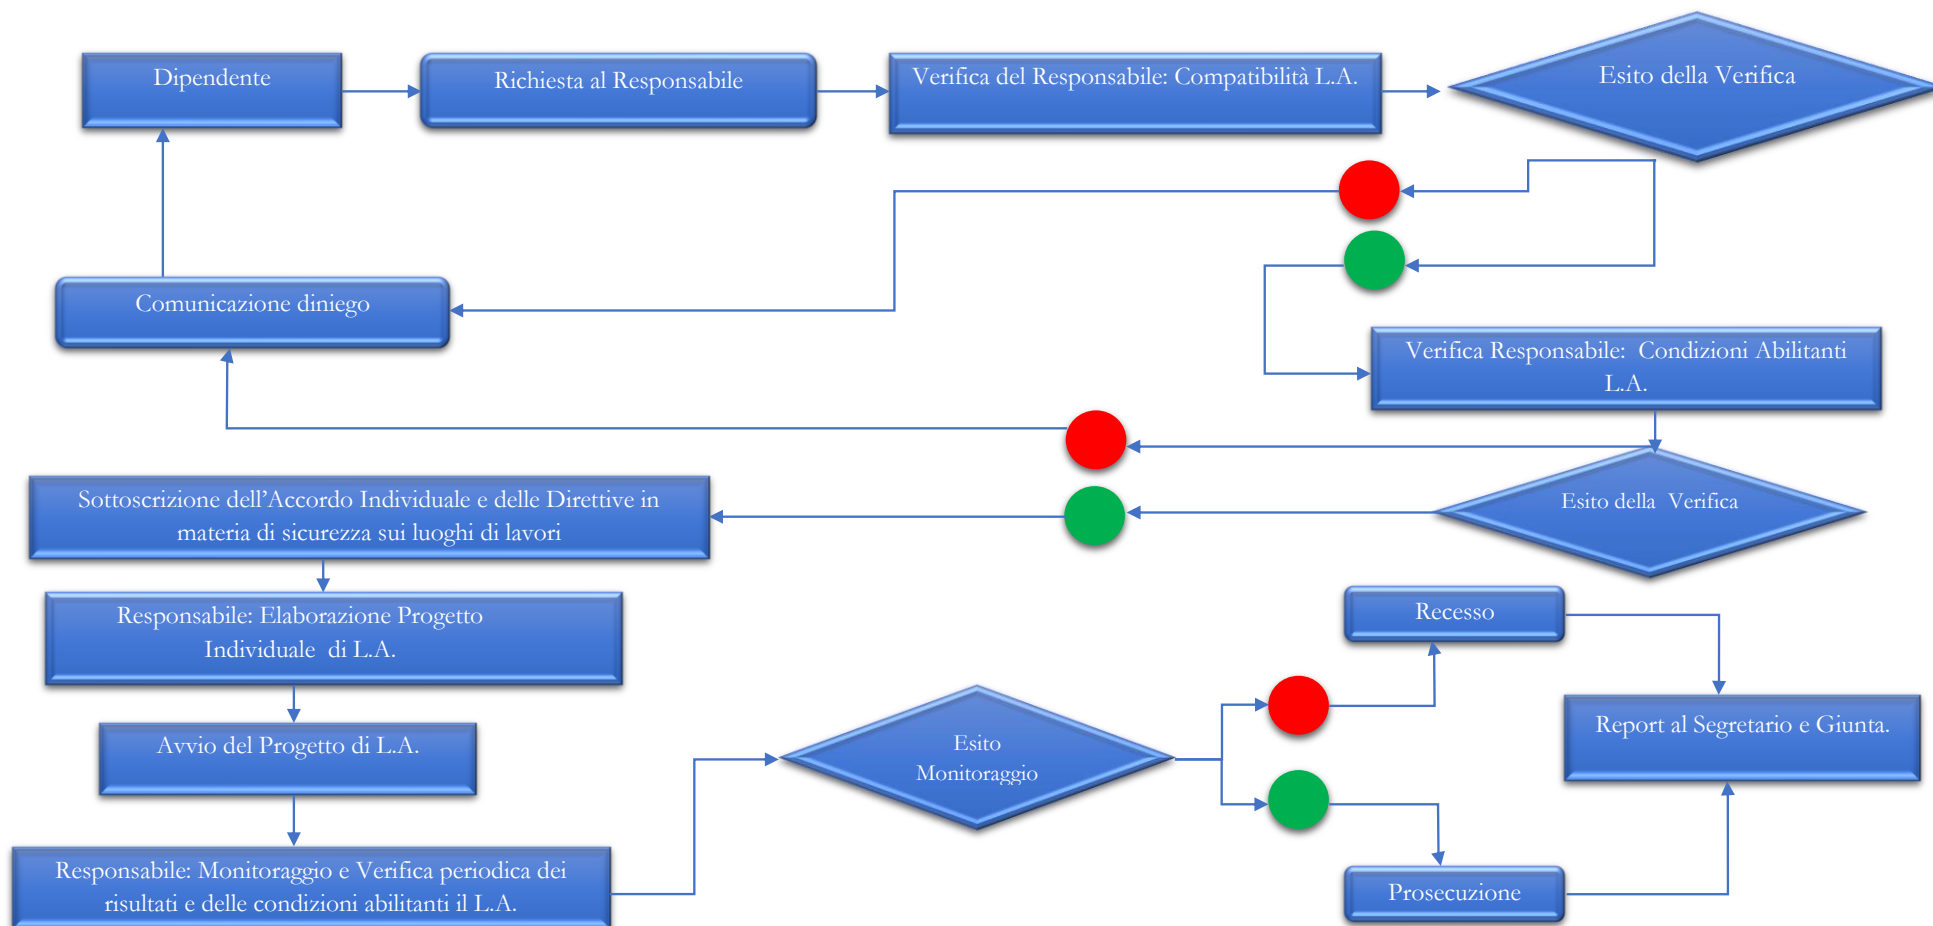 Dipendente
Richiesta al Responsabile
Verifica del Responsabile: Compatibilità L.A.
Esito della Verifica
Comunicazione diniego
Verifica Responsabile: Condizioni Abilitanti
L.A.
Sottoscrizione dell’Accordo Individuale e delle Direttive in
materia di sicurezza sui luoghi di lavori
Esito della Verifica
Responsabile: Elaborazione Progetto
Individuale di L.A.
Recesso
Avvio del Progetto di L.A.
Esito
Monitoraggio
Report al Segretario e Giunta.
Responsabile: Monitoraggio e Verifica periodica dei
risultati e delle condizioni abilitanti il L.A.
Prosecuzione